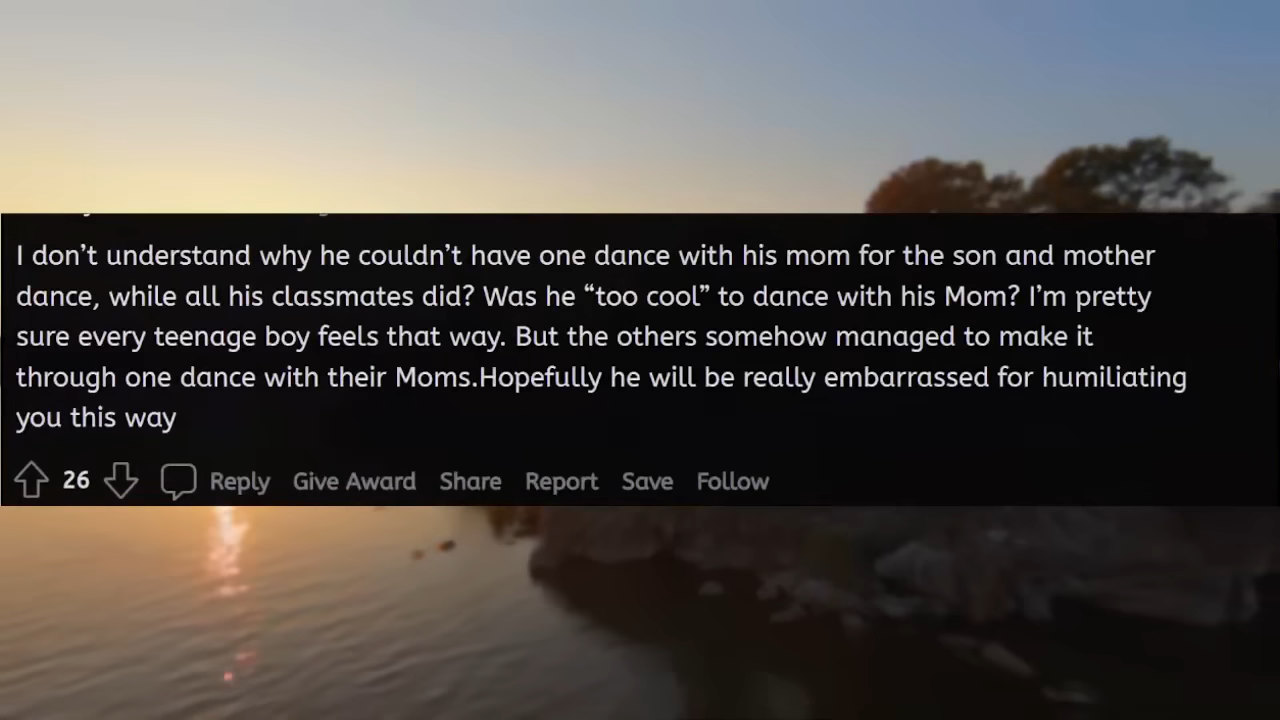 I don’t understand why he couldn’t have one dance with his mom for the son and mother
dance, while all his classmates did? Was he “too cool” to dance with his Mom? I’m pretty
sure every teenage boy feels that way. But the others somehow managed to make it
through one dance with their Moms.Hopefully he will be really embarrassed for humiliating
you this way
26 Reply Give Award Share Report Save Follow